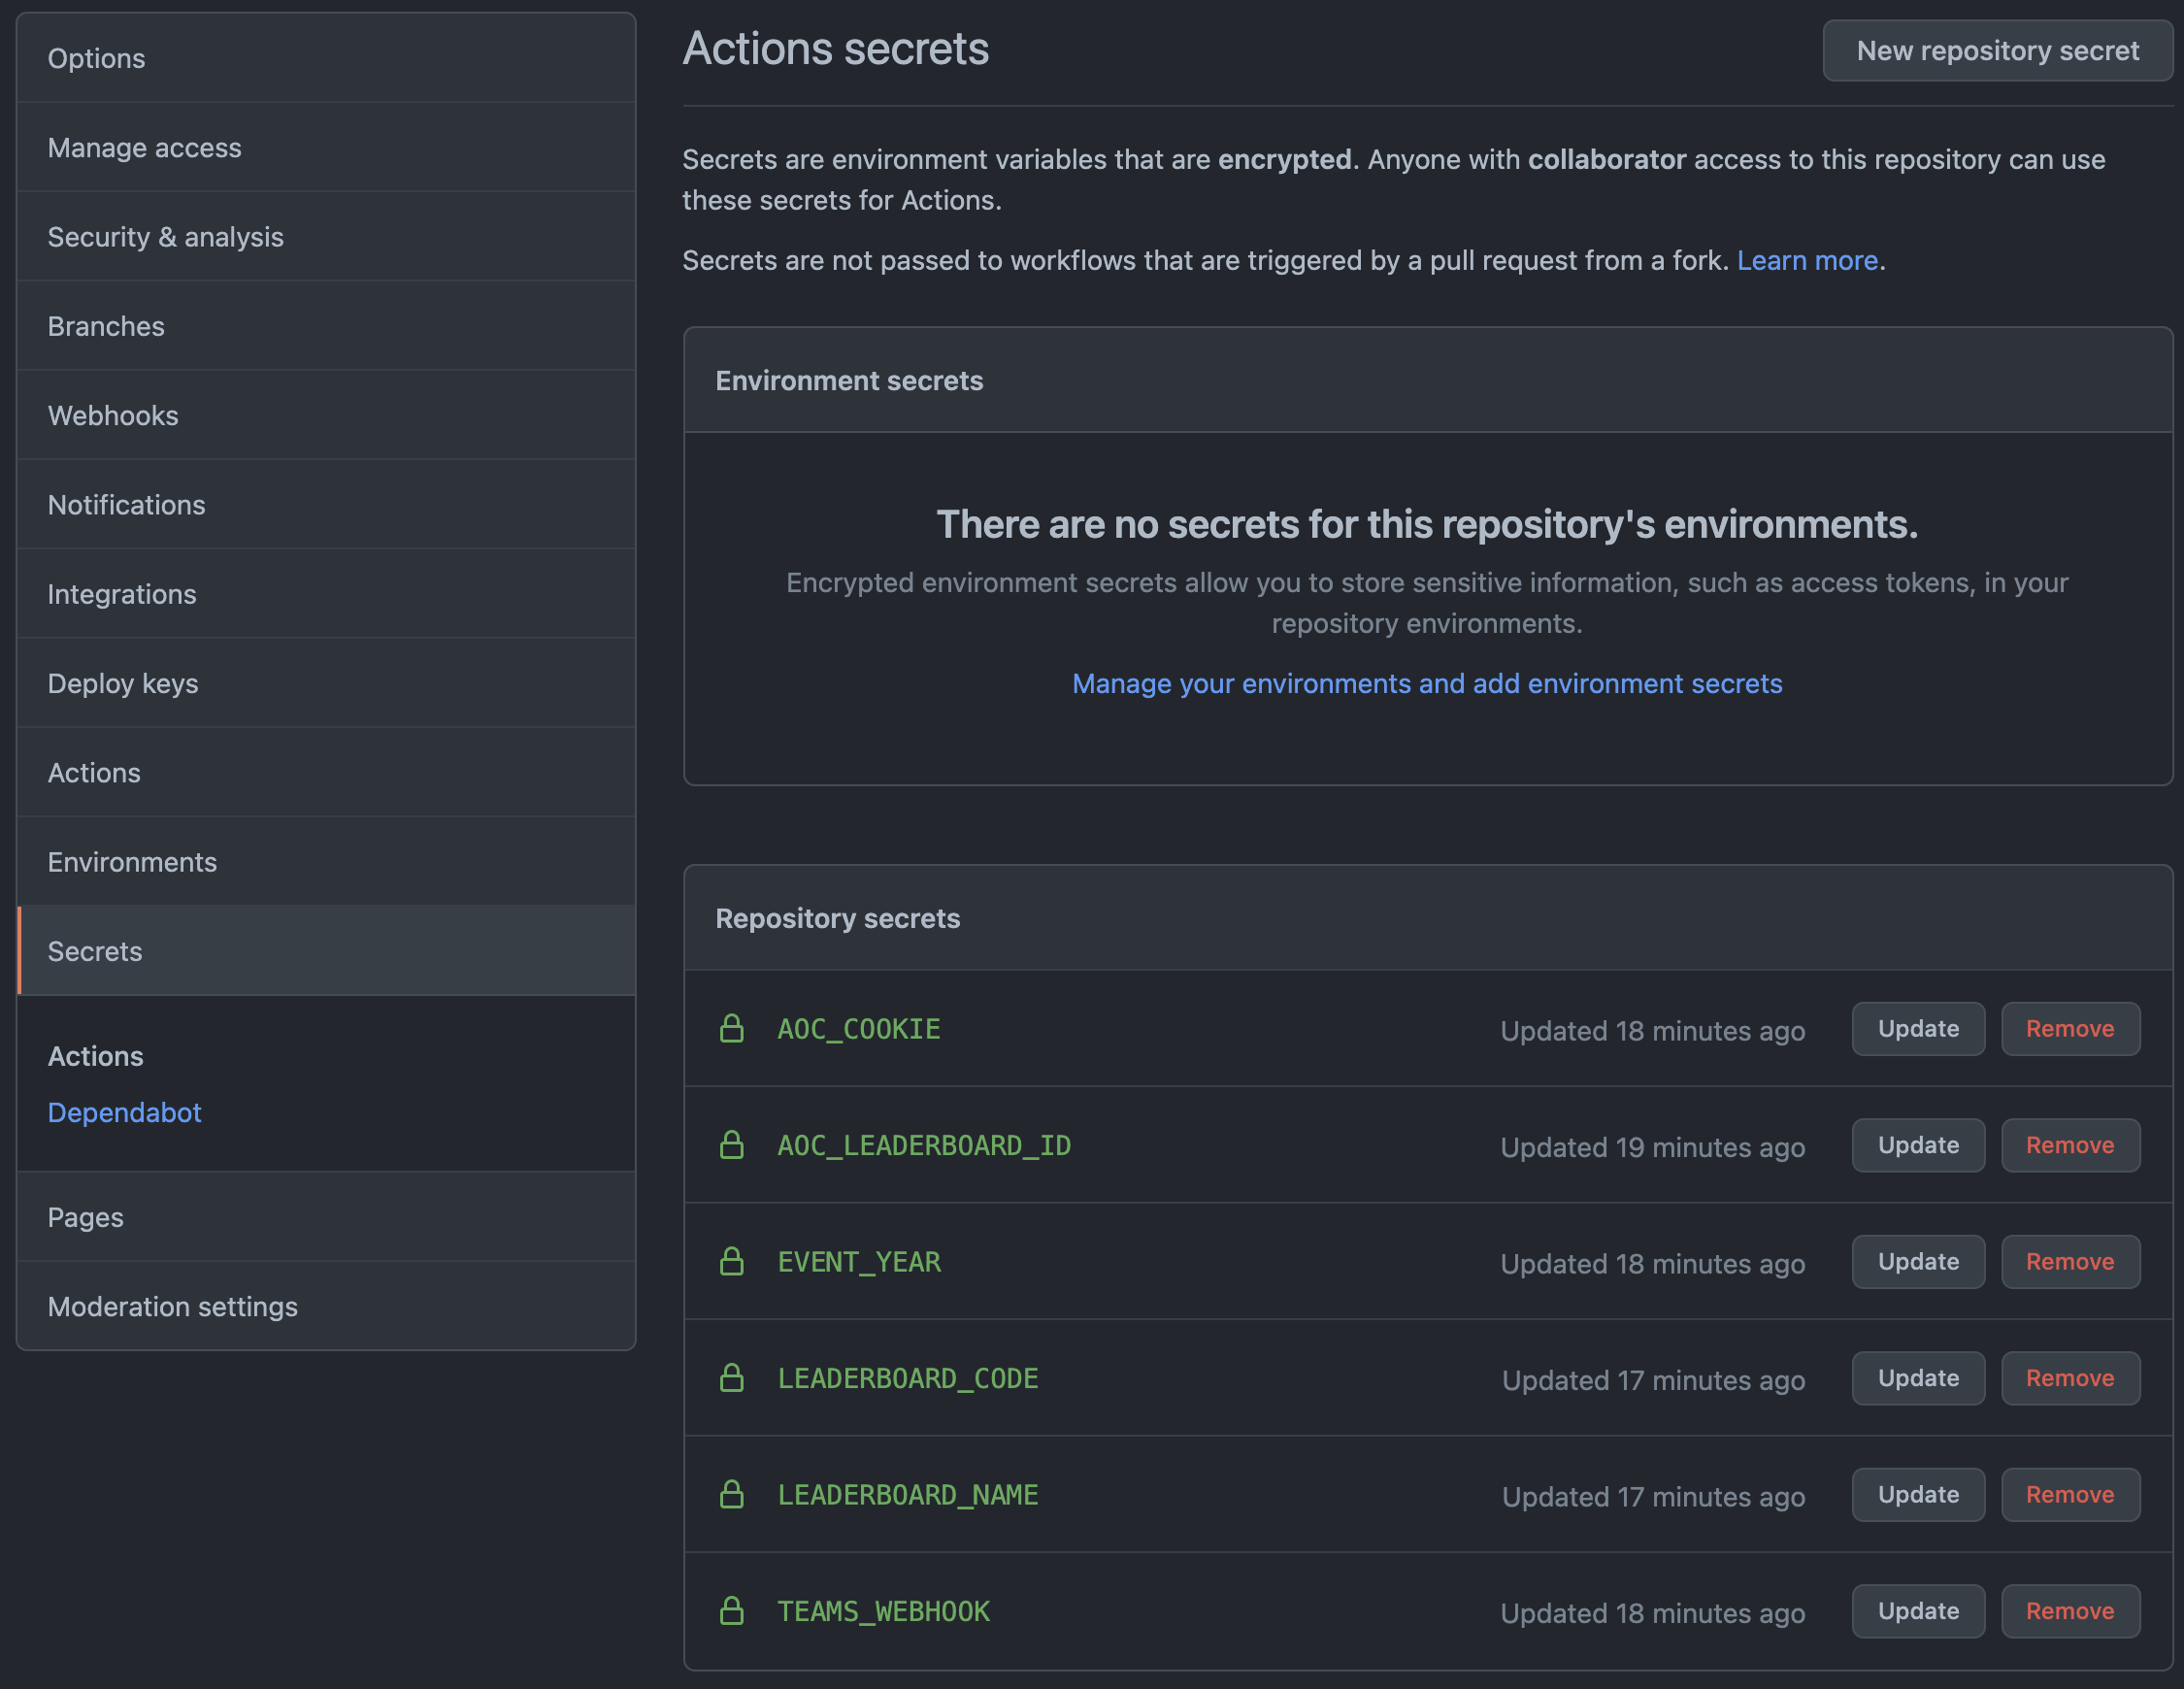 Options
Manage access
Security & analysis
Branches
Webhooks
Notifications
Integrations
Deploy keys
Actions
Environments
Secrets
Actions
Dependabot
Pages
Moderation settings
Actions secrets
New repository secret
Secrets are environment variables that are encrypted. Anyone with collaborator access to this repository can use
these secrets for Actions.
Secrets are not passed to workflows that are triggered by a pull request from a fork. Learn more.
Environment secrets
There are no secrets for this repository's environments.
Encrypted environment secrets allow you to store sensitive information, such as access tokens, in your
repository environments.
Manage your environments and add environment secrets
Repository secrets
AOC_COOKIE Updated 18 minutes ago Update Remove
AOC_LEADERBOARD_ID Updated 19 minutes ago Update Remove
EVENT_YEAR Updated 18 minutes ago Update Remove
LEADERBOARD_CODE Updated 17 minutes ago Update Remove
LEADERBOARD_NAME Updated 17 minutes ago Update Remove
TEAMS_WEBHOOK Updated 18 minutes ago Update Remove